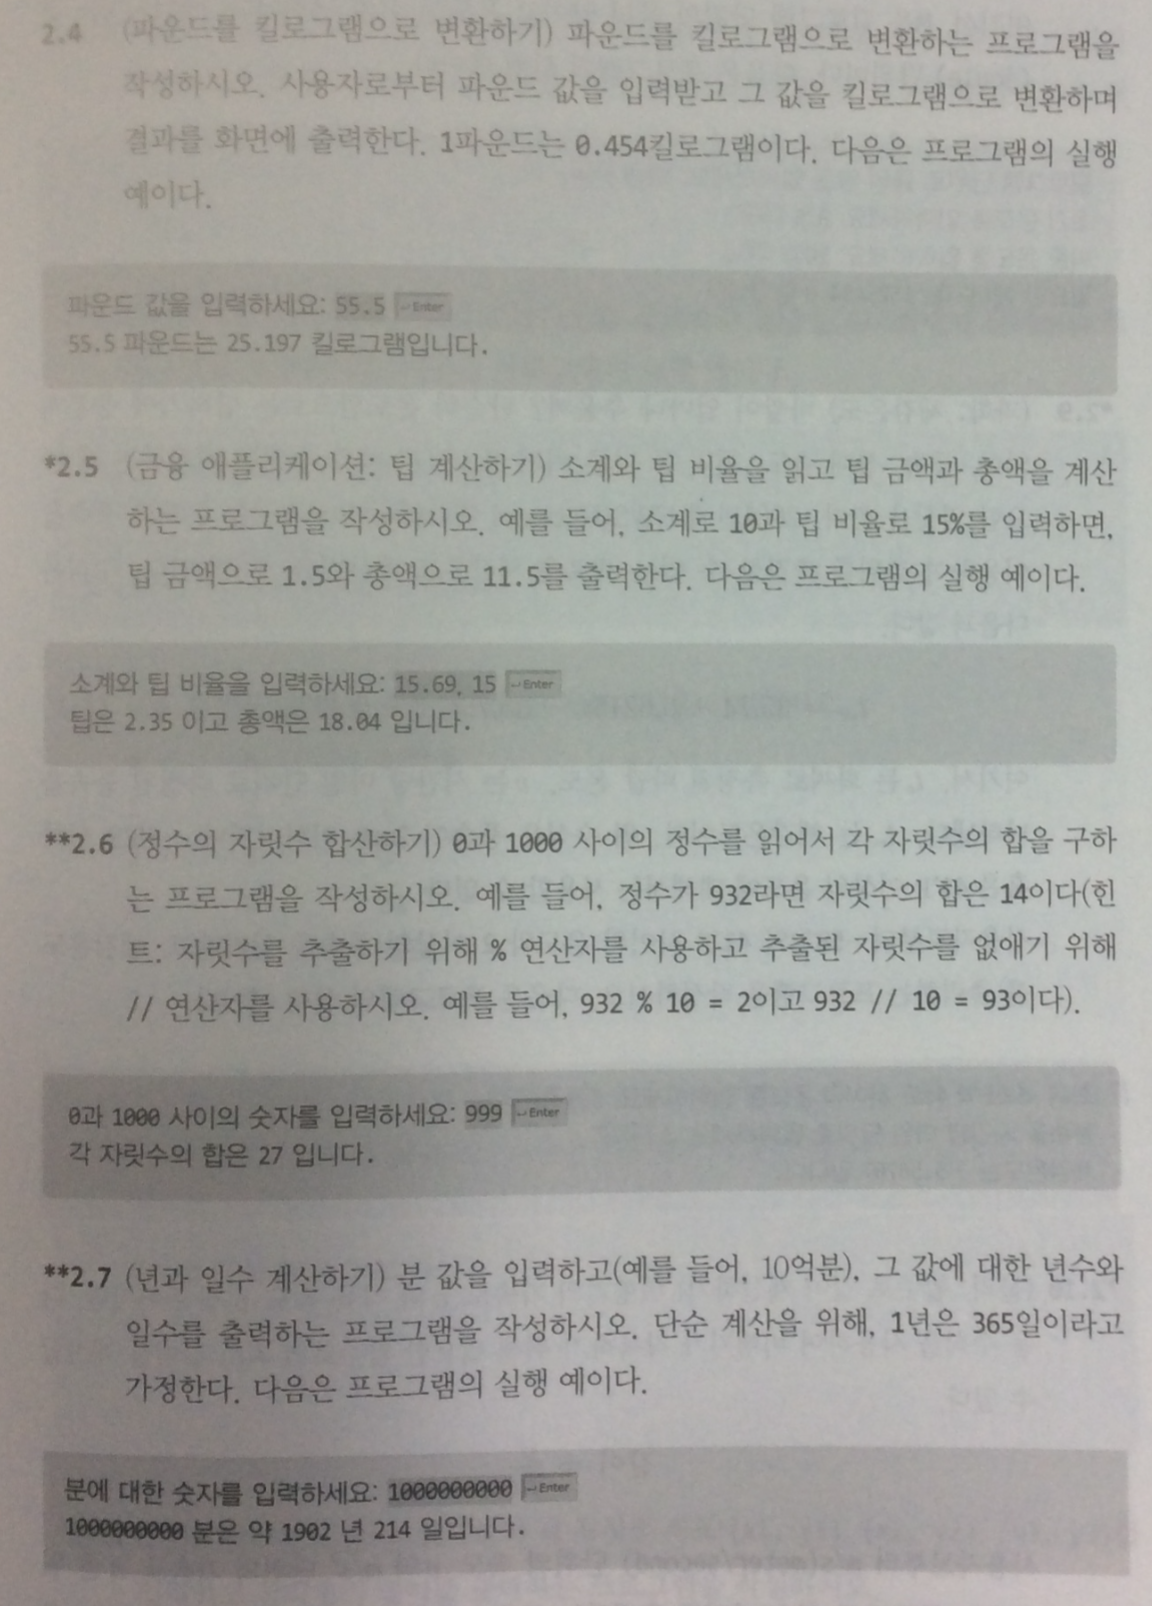 2.4 (파운드를 킬로그램으로 변환하기) 파운드를 킬로그램으로 변환하는 프로그램을
작성하시오. 사용자로부터 파운드 값을 입력받고 그 값을 킬로그램으로 변환하며
결과를 화면에 출력한다. 1파운드는 0.454킬로그램이다. 다음은 프로그램의 실행
예이다.
파운드 값을 입력하세요: 55.5 Enter
55.5 파운드는 25.197 킬로그램입니다.
*2.5 (금융 애플리케이션: 팁 계산하기) 소계와 팁 비율을 읽고 팁 금액과 총액을 계산
하는 프로그램을 작성하시오. 예를 들어, 소계로 10과 팁 비율로 15%를 입력하면,
팁 금액으로 1.5와 총액으로 11.5를 출력한다. 다음은 프로그램의 실행 예이다.
소계와 팁 비율을 입력하세요: 15.69, 15 Enter
팁은 2.35 이고 총액은 18.04 입니다.
**2.6 (정수의 자릿수 합산하기) 0과 1000 사이의 정수를 읽어서 각 자릿수의 합을 구하
는 프로그램을 작성하시오. 예를 들어, 정수가 932라면 자릿수의 합은 14이다(힌
트: 자릿수를 추출하기 위해 % 연산자를 사용하고 추출된 자릿수를 없애기 위해
// 연산자를 사용하시오. 예를 들어, 932 % 10 = 2이고 932 // 10 = 93이다).
0과 1000 사이의 숫자를 입력하세요: 999 Enter
각 자릿수의 합은 27 입니다.
**2.7 (년과 일수 계산하기) 분 값을 입력하고(예를 들어, 10억분), 그 값에 대한 년수와
일수를 출력하는 프로그램을 작성하시오. 단순 계산을 위해, 1년은 365일이라고
가정한다. 다음은 프로그램의 실행 예이다.
분에 대한 숫자를 입력하세요: 1000000000 Enter
1000000000 분은 약 1902 년 214 일입니다.